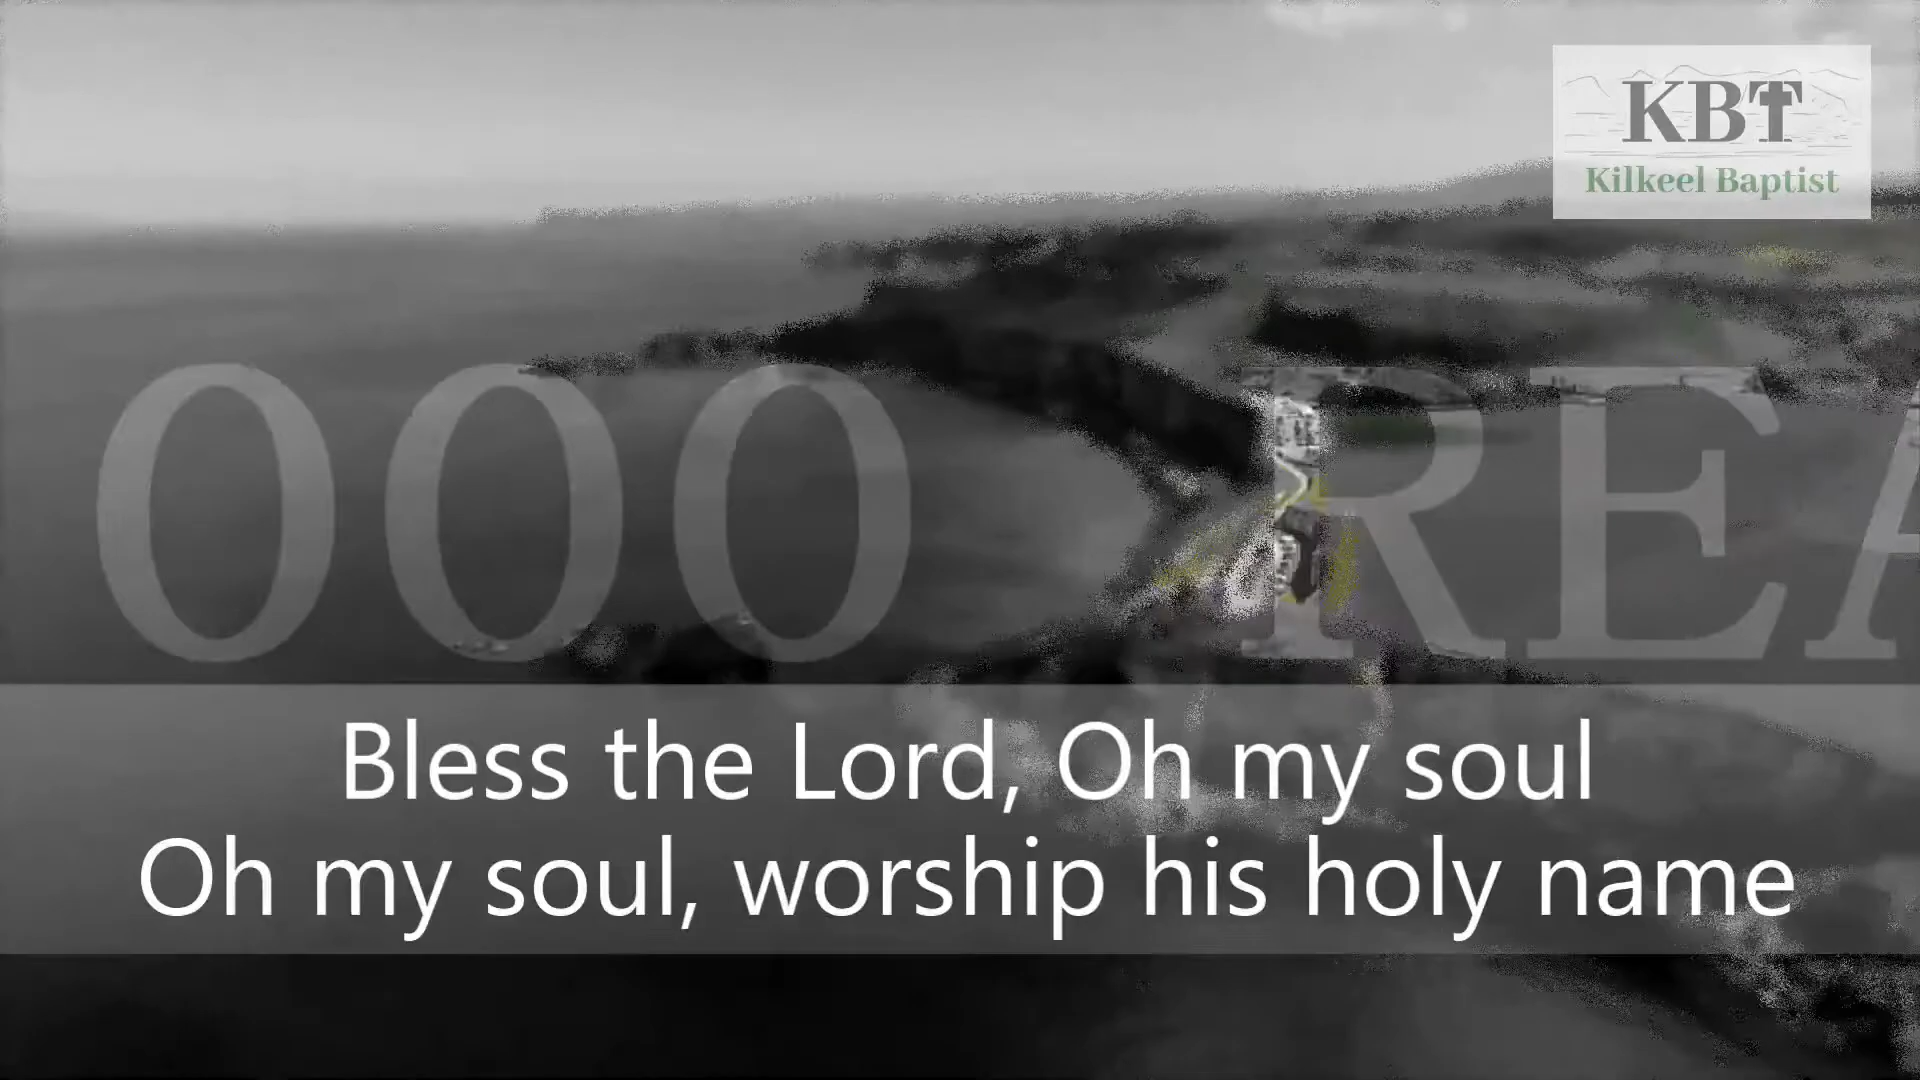 KBT
Kilkeel Baptist
000 REA
Bless the Lord, Oh my soul
Oh my soul, worship his holy name